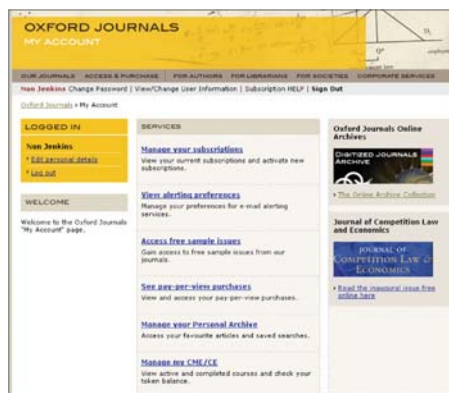 OXFORD JOURNALS
MY ACCOUNT
OUR JOURNALS ACCESS & PURCHASE FOR AUTHORS FOR LIBRARIANS FOR SOCIETIES CORPORATE SERVICES
Non Jenkins Change Password | View/Change User Information | Subscription HELP | Sign Out
Oxford Journals > My Account
LOGGED IN
Non Jenkins
Edit personal details
Log out
WELCOME
Welcome to the Oxford Journals
"My Account" page.
SERVICES
Manage your subscriptions
View your current subscriptions and activate new
subscriptions.
View alerting preferences
Manage your preferences for e-mail alerting
services.
Access free sample issues
Gain access to free sample issues from our
journals.
See pay-per-view purchases
View and access your pay-per-view purchases.
Manage your Personal Archive
Access your favourite articles and saved searches.
Manage my CME/CE
View active and completed courses and check your
token balance.
Oxford Journals Online
Archives
DIGITIZED JOURNALS
ARCHIVE
The Online Archive Collection
Journal of Competition Law
and Economics
JOURNAL OF
COMPETITION LAW &
ECONOMICS
Read the inaugural issue free
online here